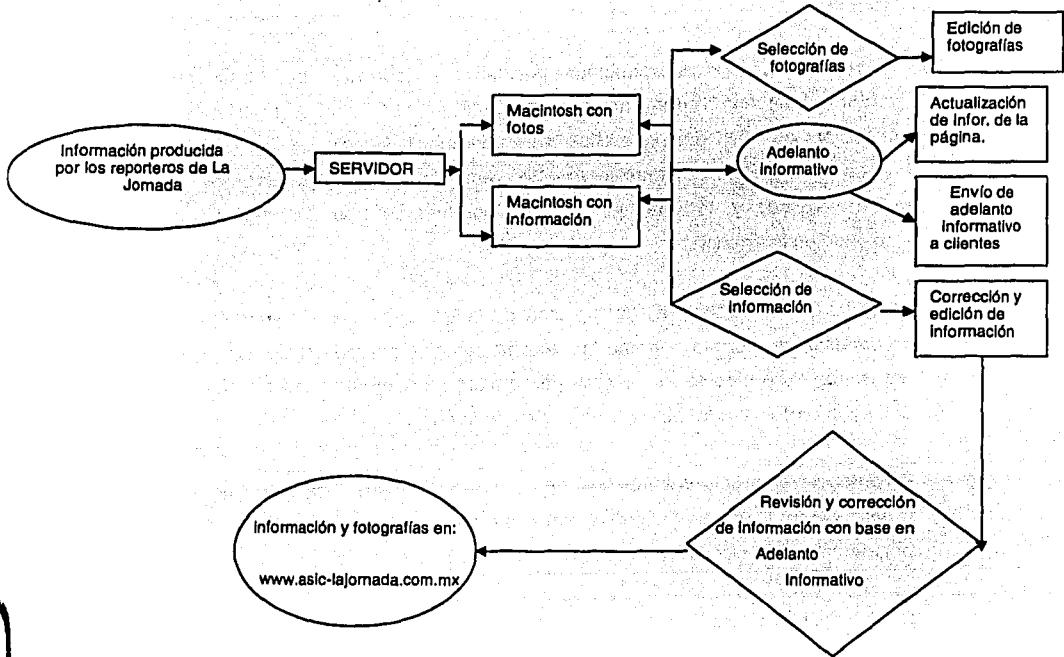 Información producida
por los reporteros de La
Jornada
SERVIDOR
Macintosh con
fotos
Macintosh con
información
Selección de
fotografías
Edición de
fotografías
Adelanto
Informativo
Actualización
de infor. de la
página.
Envío de
adelanto
informativo
a clientes
Selección de
información
Corrección y
edición de
información
Revisión y corrección
de información con base en
Adelanto
Informativo
Información y fotografías en:
www.asic-lajornada.com.mx